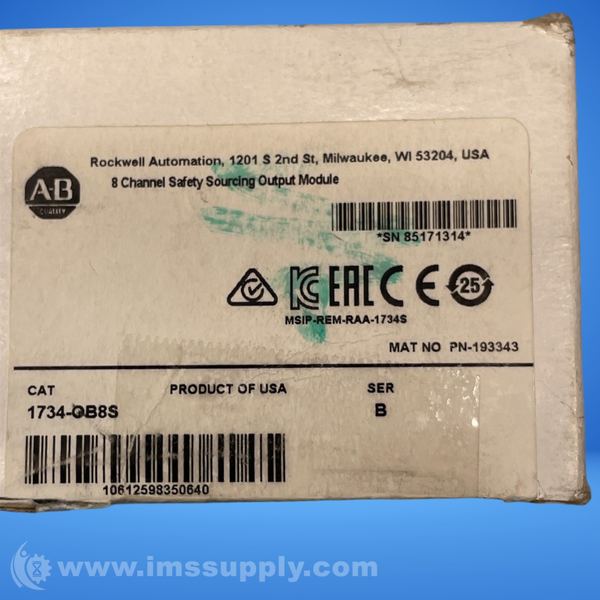 Rockwell Automation, 1201 S 2nd St, Milwaukee, WI 53204, USA
8 Channel Safety Sourcing Output Module
A-B
QUALITY
*SN 85171314*
KC EAC CE 25
MSIP-REM-RAA-1734S
MAT NO PN-193343
CAT PRODUCT OF USA SER
1734-OB8S B
10612598350640
www.imssupply.com